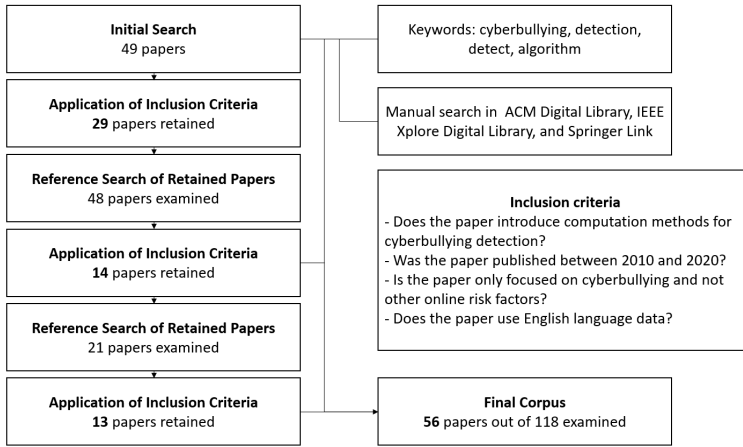 Initial Search
49 papers
Application of Inclusion Criteria
29 papers retained
Reference Search of Retained Papers
48 papers examined
Application of Inclusion Criteria
14 papers retained
Reference Search of Retained Papers
21 papers examined
Application of Inclusion Criteria
13 papers retained
Keywords: cyberbullying, detection,
detect, algorithm
Manual search in ACM Digital Library, IEEE
Xplore Digital Library, and Springer Link
Inclusion criteria
- Does the paper introduce computation methods for
cyberbullying detection?
- Was the paper published between 2010 and 2020?
- Is the paper only focused on cyberbullying and not
other online risk factors?
- Does the paper use English language data?
Final Corpus
56 papers out of 118 examined